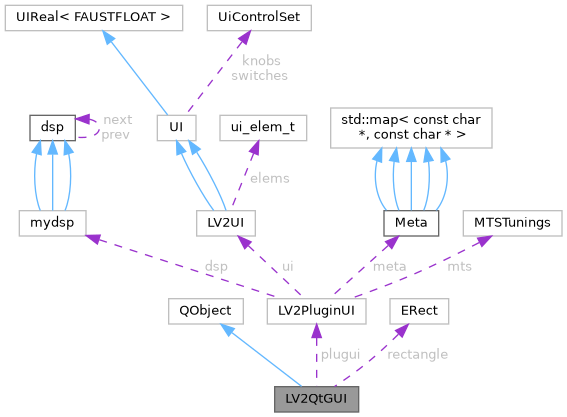 UIReal< FAUSTFLOAT >
UiControlSet
knobs
switches
dsp
next
prev
UI
ui_elem_t
std::map< const char
*, const char * >
elems
mydsp
LV2UI
Meta
MTSTunings
dsp
ui
meta
mts
QObject
LV2PluginUI
ERect
plugui
rectangle
LV2QtGUI